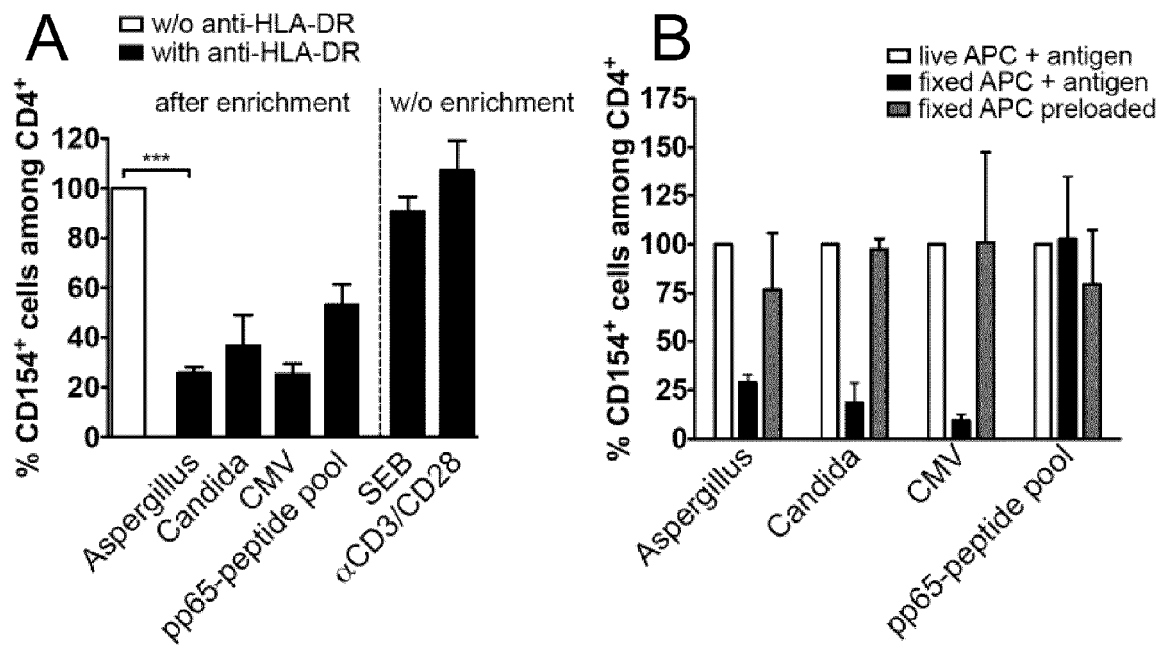 A
w/o anti-HLA-DR
with anti-HLA-DR
after enrichment
w/o enrichment
% CD154+ cells among CD4+
120
100
80
60
40
20
0
***
Aspergillus
Candida
CMV
pp65-peptide pool
SEB
αCD3/CD28
B
live APC + antigen
fixed APC + antigen
fixed APC preloaded
% CD154+ cells among CD4+
175
150
125
100
75
50
25
0
Aspergillus
Candida
CMV
pp65-peptide pool